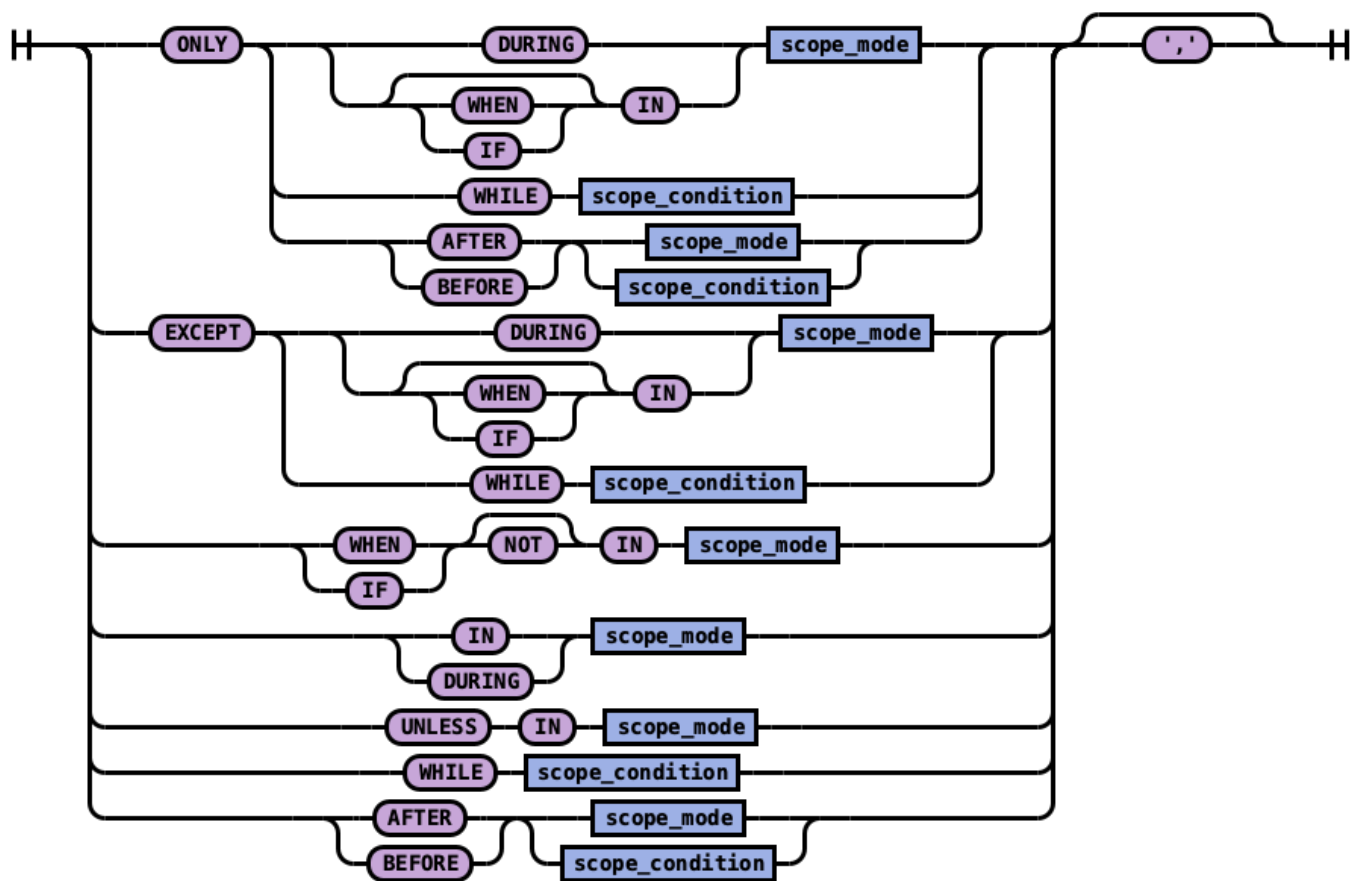 ONLY DURING scope_mode ','
WHEN IN
IF
WHILE scope_condition
AFTER scope_mode
BEFORE scope_condition
EXCEPT DURING scope_mode
WHEN IN
IF
WHILE scope_condition
WHEN NOT IN scope_mode
IF
IN scope_mode
DURING
UNLESS IN scope_mode
WHILE scope_condition
AFTER scope_mode
BEFORE scope_condition